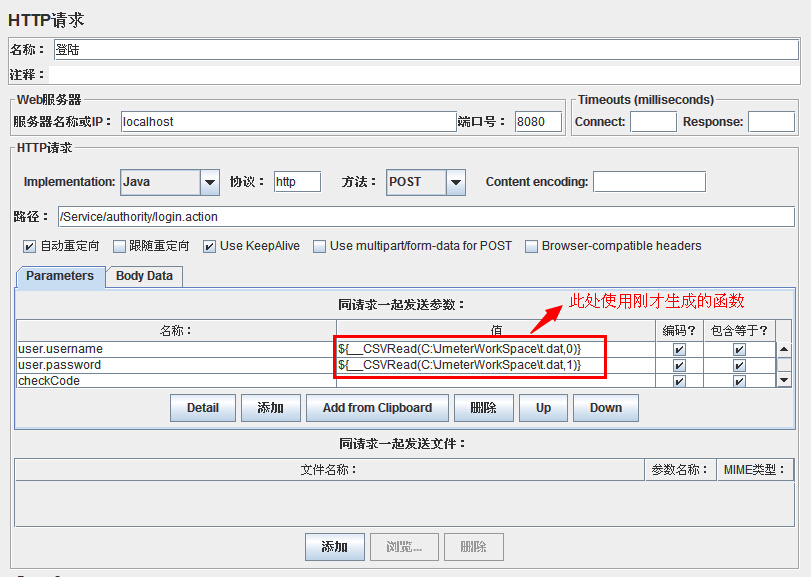 HTTP请求
名称： 登陆
注释：
Web服务器
Timeouts (milliseconds)
服务器名称或IP： localhost 端口号： 8080 Connect: Response:
HTTP请求
Implementation: Java 协议： http 方法： POST Content encoding:
路径： /Service/authority/login.action
自动重定向 跟随重定向 Use KeepAlive Use multipart/form-data for POST Browser-compatible headers
Parameters Body Data
同请求一起发送参数：
此处使用刚才生成的函数
名称： 值 编码? 包含等于?
user.username ${__CSVRead(C:\JmeterWorkSpace\t.dat,0)}
user.password ${__CSVRead(C:\JmeterWorkSpace\t.dat,1)}
checkCode
Detail 添加 Add from Clipboard 删除 Up Down
同请求一起发送文件：
文件名称： 参数名称： MIME类型：
添加 浏览... 删除